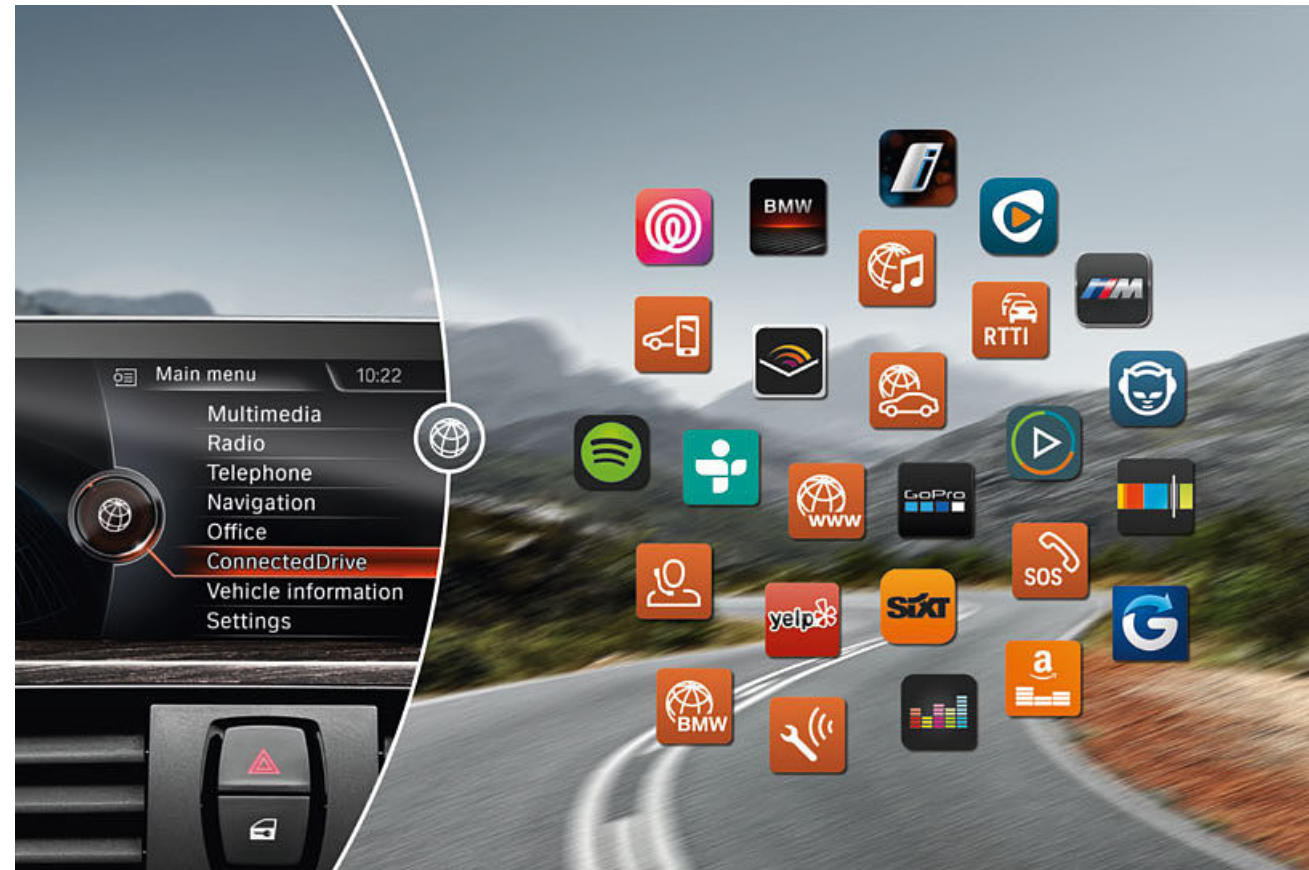 Main menu
10:22
Multimedia
Radio
Telephone
Navigation
Office
ConnectedDrive
Vehicle information
Settings
i
BMW
M
RTTI
www
GoPro
SOS
yelp
SIXT
G
a
BMW